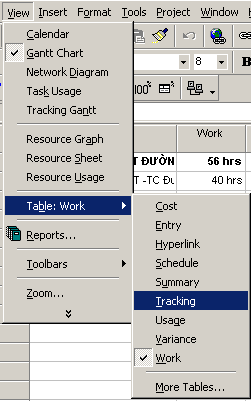 View Insert Format Tools Project Window
Calendar
Gantt Chart
Network Diagram
Task Usage
Tracking Gantt
Resource Graph
Resource Sheet
Resource Usage
Table: Work
Reports...
Toolbars
Zoom...
8 B
100%
Work
T ĐƯỜN 56 hrs
T -TC Đư 40 hrs
Cost
Entry
Hyperlink
Schedule
Summary
Tracking
Usage
Variance
Work
More Tables...